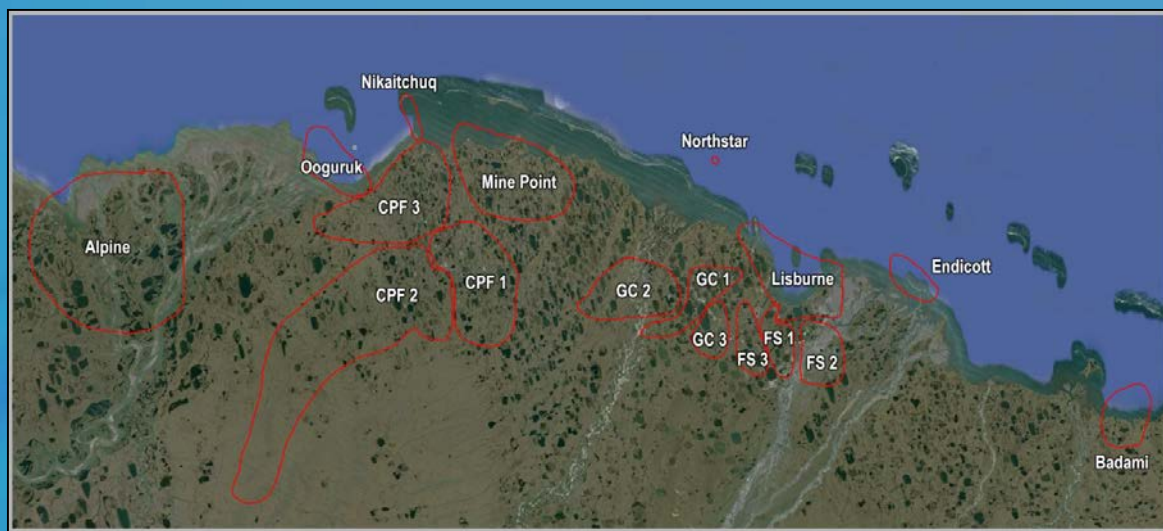 Nikaitchuq
Northstar
Ooguruk
Mine Point
CPF 3
Alpine
CPF 1
Endicott
GC 1
Lisburne
CPF 2
GC 2
GC 3
FS 1
FS 3
FS 2
Badami